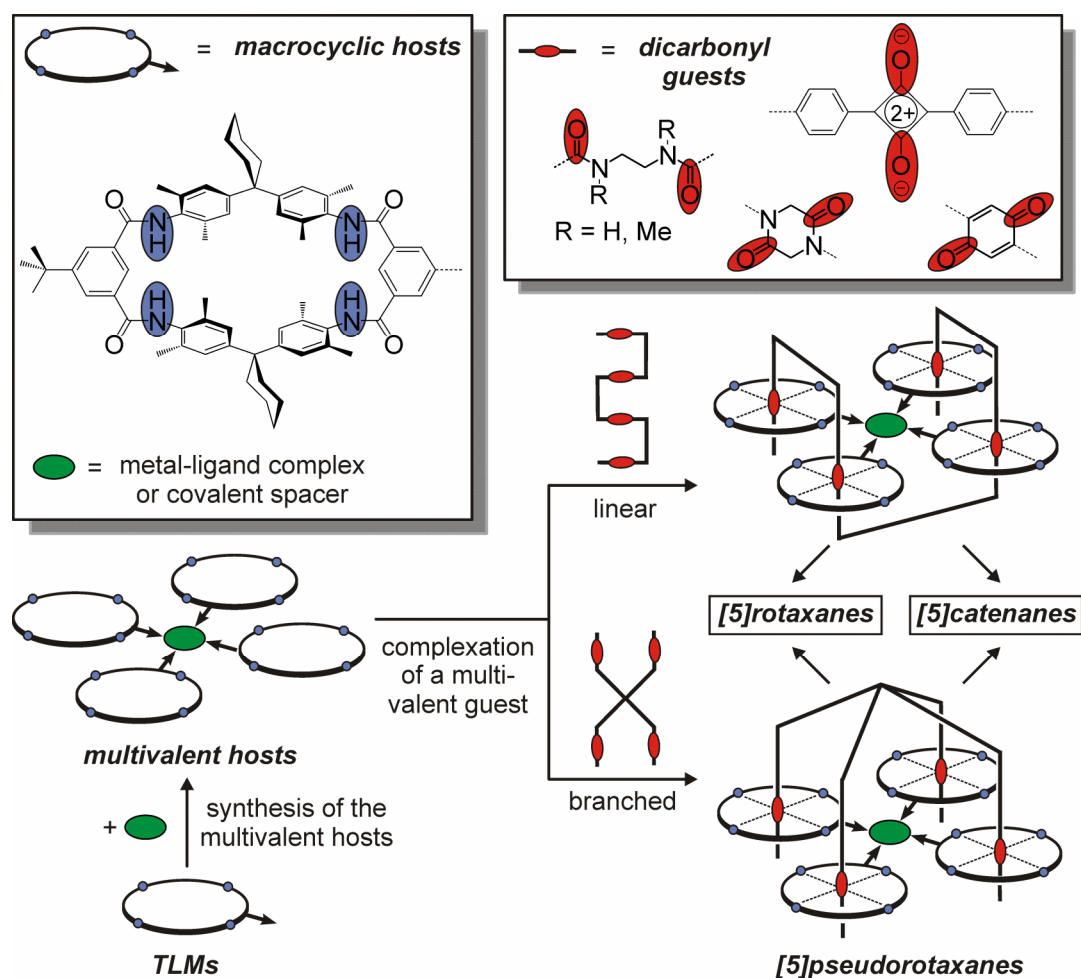 = macrocyclic hosts
O
N
H
N
H
O
H
N
H
N
O
O
= metal-ligand complex
or covalent spacer
= dicarbonyl
guests
O
R
N
N
R
O
R = H, Me
O
2+
O
N
O
O
N
O
O
linear
complexation
of a multi-
valent guest
branched
[5]rotaxanes
[5]catenanes
multivalent hosts
+
synthesis of the
multivalent hosts
TLMs
[5]pseudorotaxanes